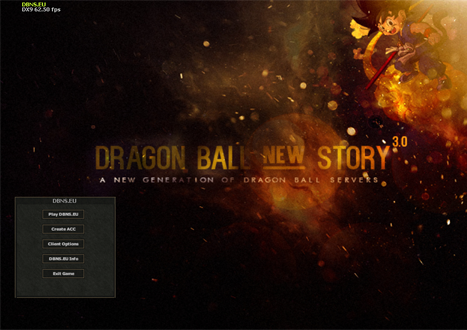 DBNS.EU
DX9 62.50 fps
DRAGON BALL NEW STORY 3.0
A NEW GENERATION OF DRAGON BALL SERVERS
DBNS.EU
Play DBNS.EU
Create ACC
Client Options
DBNS.EU Info
Exit Game